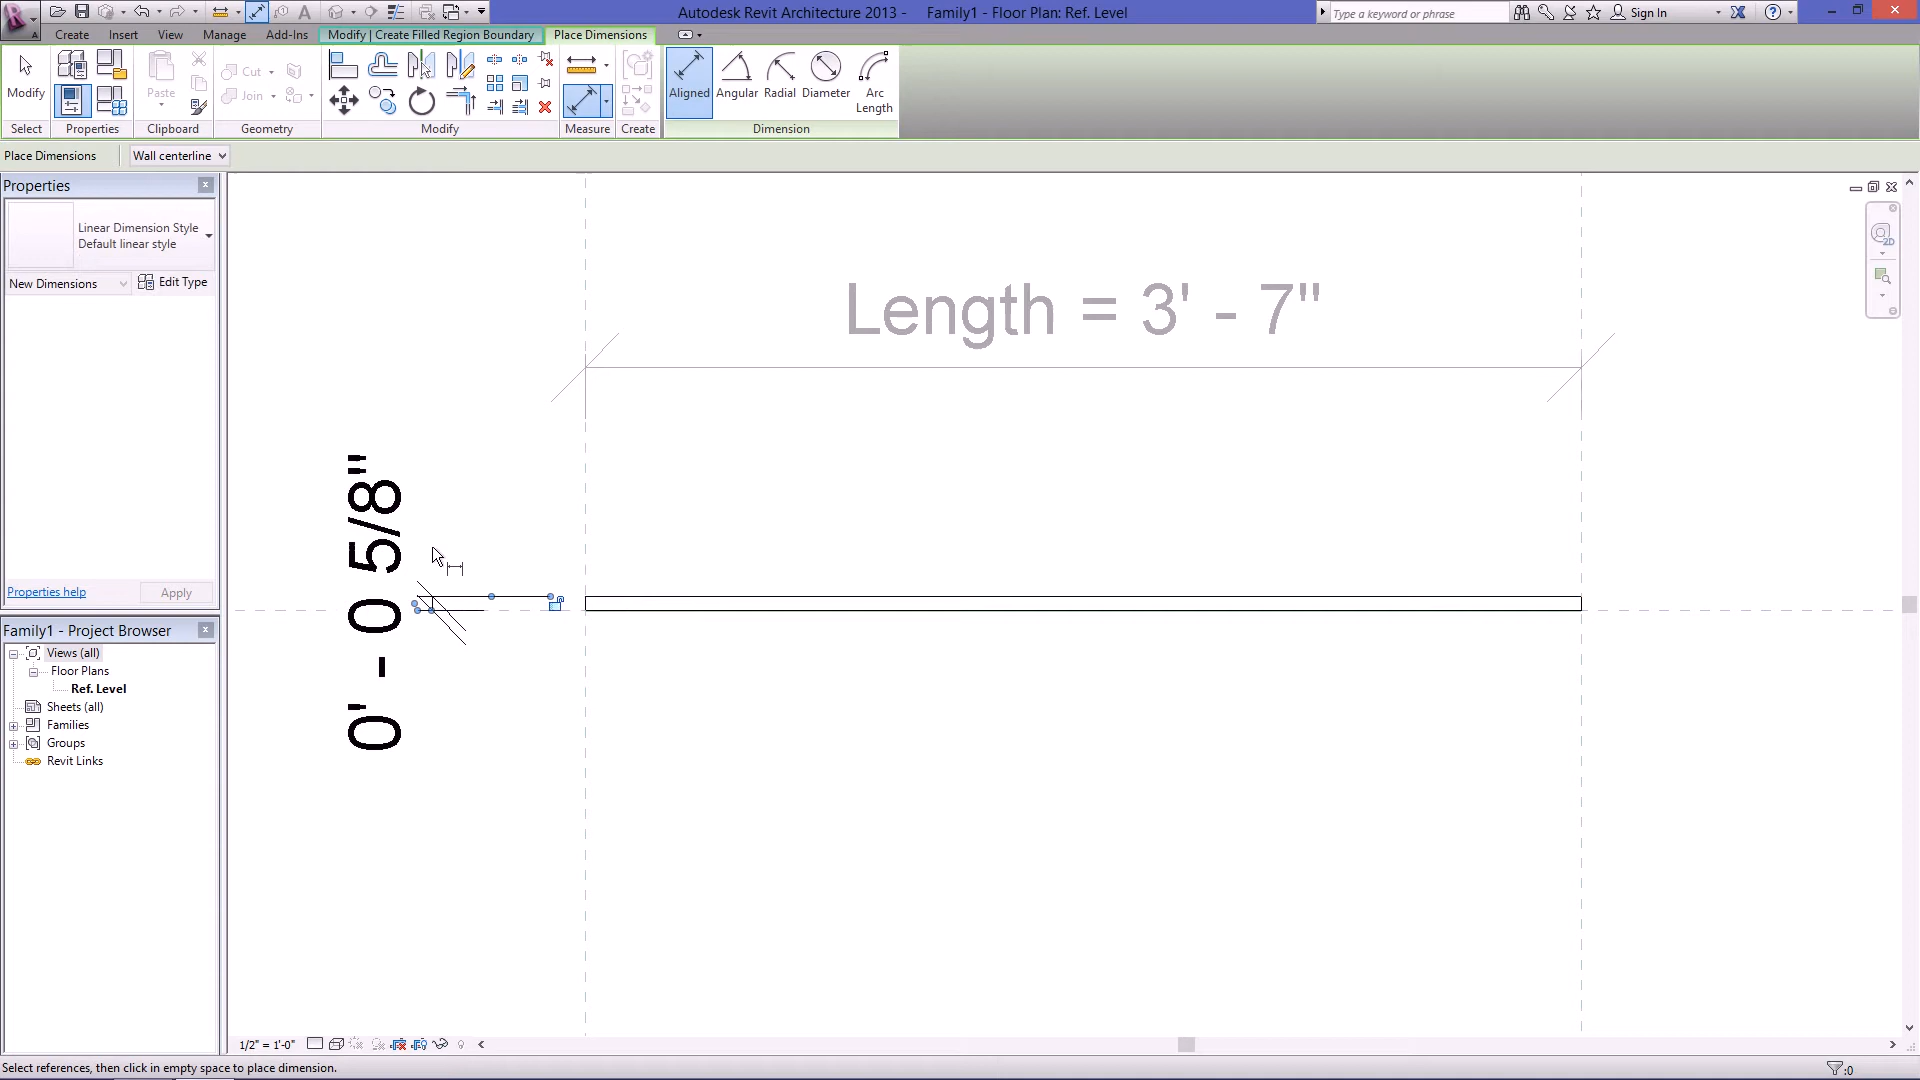 Autodesk Revit Architecture 2013 - Family1 - Floor Plan: Ref. Level
Type a keyword or phrase
Sign In
Create Insert View Manage Add-Ins Modify | Create Filled Region Boundary Place Dimensions
Modify
Paste
Cut
Join
Aligned Angular Radial Diameter Arc Length
Select Properties Clipboard Geometry Modify Measure Create Dimension
Place Dimensions Wall centerline
Properties
Linear Dimension Style
Default linear style
New Dimensions Edit Type
Properties help Apply
Family1 - Project Browser
Views (all)
Floor Plans
Ref. Level
Sheets (all)
Families
Groups
Revit Links
Length = 3' - 7"
0' - 0 5/8"
2D
1/2" = 1'-0"
Select references, then click in empty space to place dimension.
:0